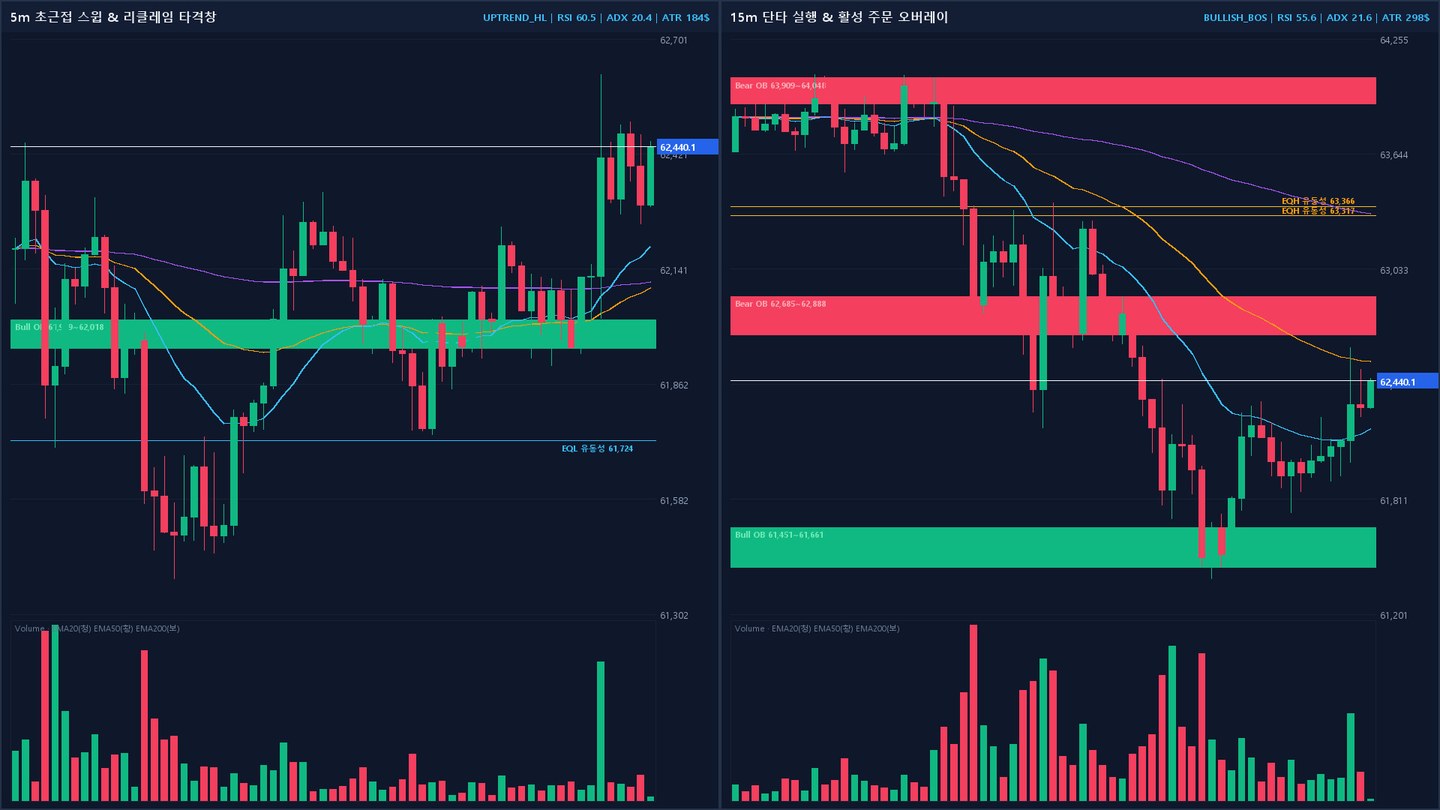 5m 초근접 스윕 & 리클레임 타격창
UPTREND_HL | RSI 60.5 | ADX 20.4 | ATR 184$
62,701
62,440.1
62,421
62,141
Bull OB ~62,018
61,862
EQL 유동성 61,724
61,582
61,302
Volume · EMA20(청) EMA50(황) EMA200(보)
15m 단타 실행 & 활성 주문 오버레이
BULLISH_BOS | RSI 55.6 | ADX 21.6 | ATR 298$
64,255
Bear OB 63,909~64,048
63,644
EQH 유동성 63,366
EQH 유동성 63,317
63,033
Bear OB 62,685~62,888
62,440.1
61,811
Bull OB 61,451~61,661
61,201
Volume · EMA20(청) EMA50(황) EMA200(보)